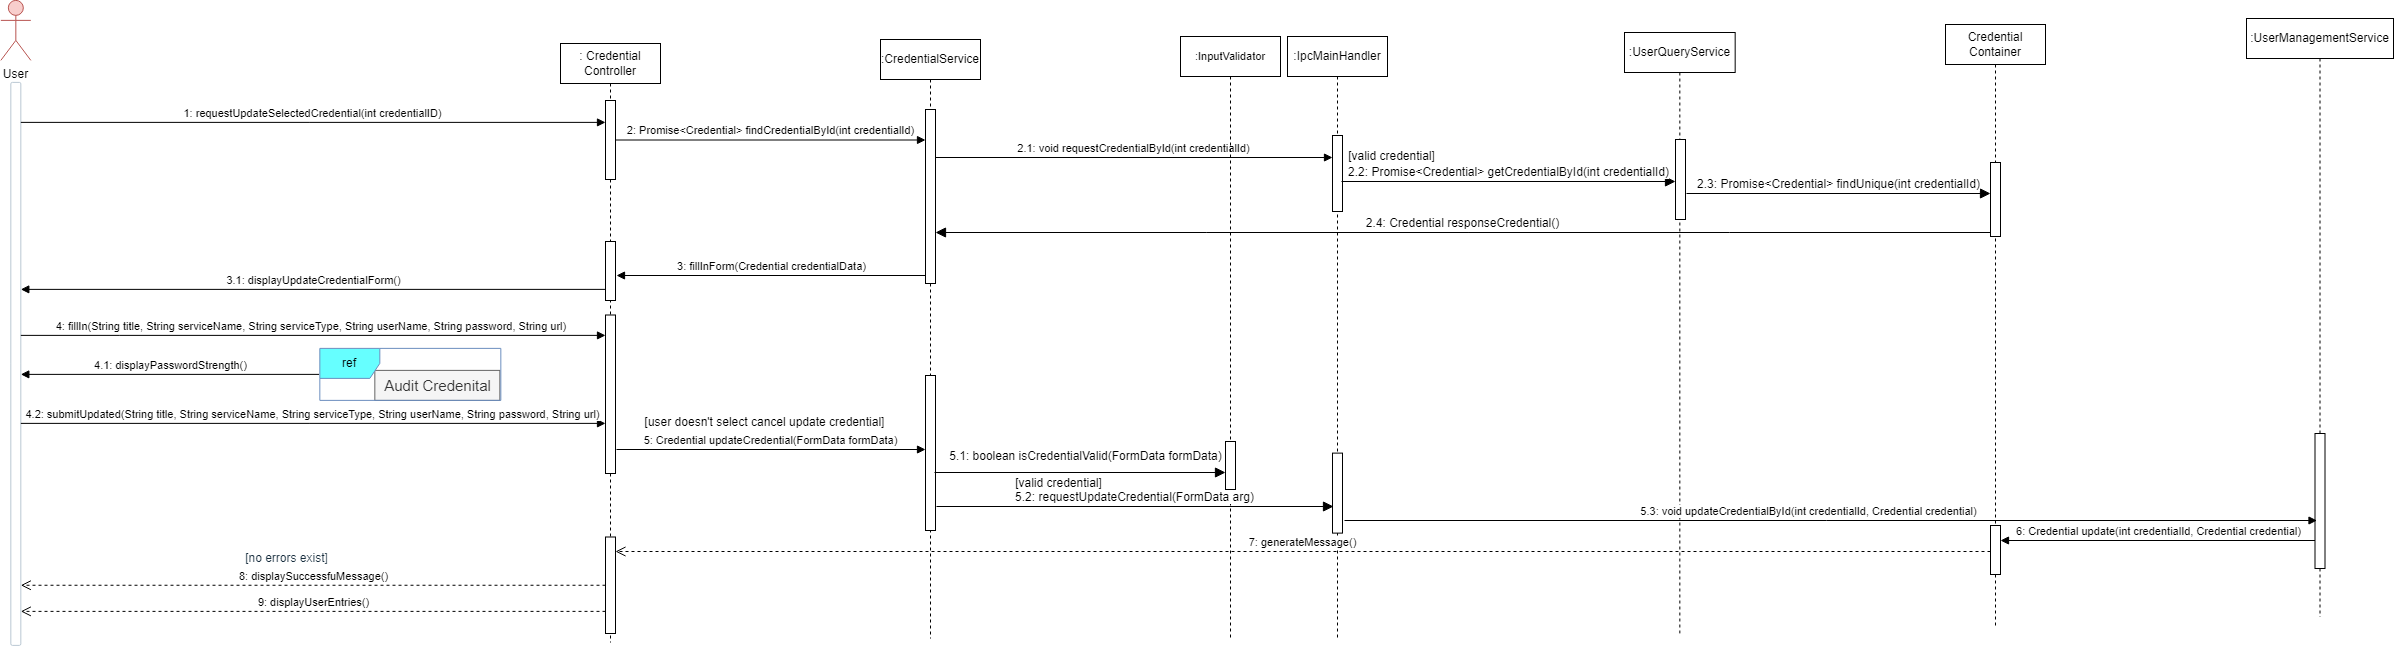 User
: Credential
Controller
:CredentialService
:InputValidator
:IpcMainHandler
:UserQueryService
Credential
Container
:UserManagementService
1: requestUpdateSelectedCredential(int credentialID)
2: Promise<Credential> findCredentialById(int credentialId)
2.1: void requestCredentialById(int credentialId)
[valid credential]
2.2: Promise<Credential> getCredentialById(int credentialId)
2.3: Promise<Credential> findUnique(int credentialId)
2.4: Credential responseCredential()
3: fillInForm(Credential credentialData)
3.1: displayUpdateCredentialForm()
4: fillIn(String title, String serviceName, String serviceType, String userName, String password, String url)
4.1: displayPasswordStrength()
ref
Audit Credenital
4.2: submitUpdated(String title, String serviceName, String serviceType, String userName, String password, String url)
[user doesn't select cancel update credential]
5: Credential updateCredential(FormData formData)
5.1: boolean isCredentialValid(FormData formData)
[valid credential]
5.2: requestUpdateCredential(FormData arg)
5.3: void updateCredentialById(int credentialId, Credential credential)
6: Credential update(int credentialId, Credential credential)
7: generateMessage()
[no errors exist]
8: displaySuccessfuMessage()
9: displayUserEntries()